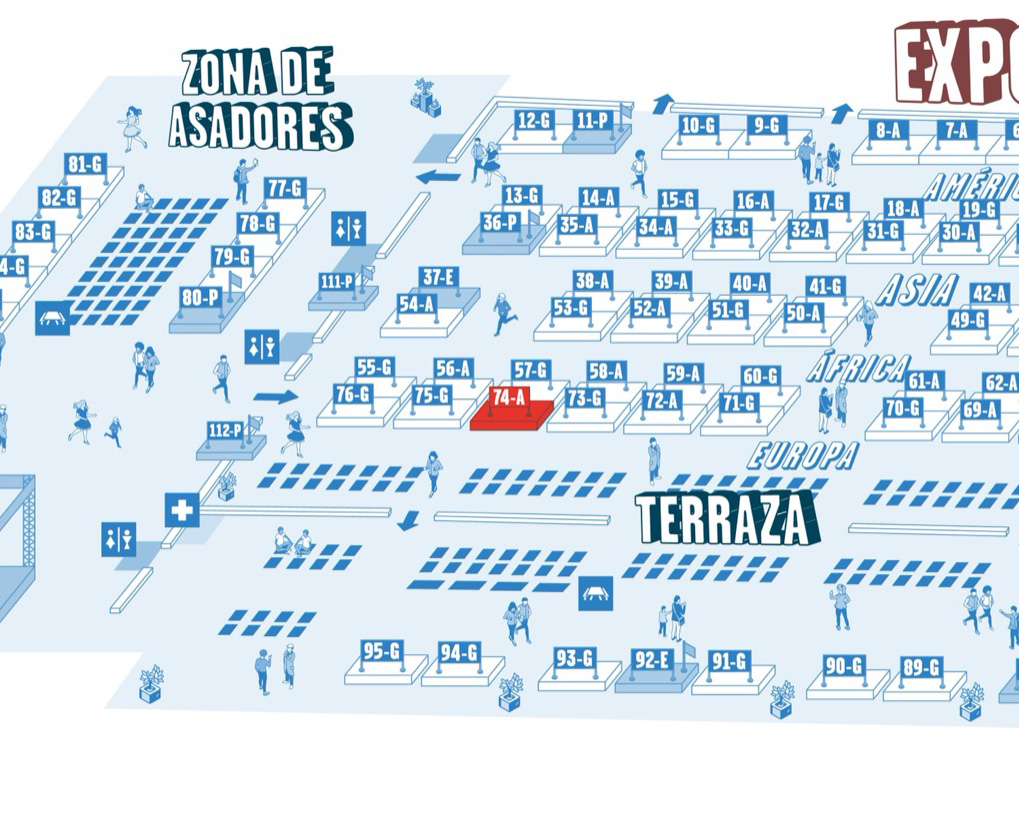 ZONA DE
ASADORES
EXPO
12-G 11-P 10-G 9-G 8-A 7-A
81-G 82-G 83-G 4-G
77-G 78-G 79-G 80-P
AMÉRIC
13-G 14-A 15-G 16-A 17-G 18-A 19-G
36-P 35-A 34-A 33-G 32-A 31-G 30-A
111-P
ASIA
37-E 38-A 39-A 40-A 41-G 42-A
54-A 53-G 52-A 51-G 50-A 49-G
ÁFRICA
55-G 56-A 57-G 58-A 59-A 60-G 61-A 62-A
76-G 75-G 74-A 73-G 72-A 71-G 70-G 69-A
112-P
EUROPA
TERRAZA
95-G 94-G 93-G 92-E 91-G 90-G 89-G